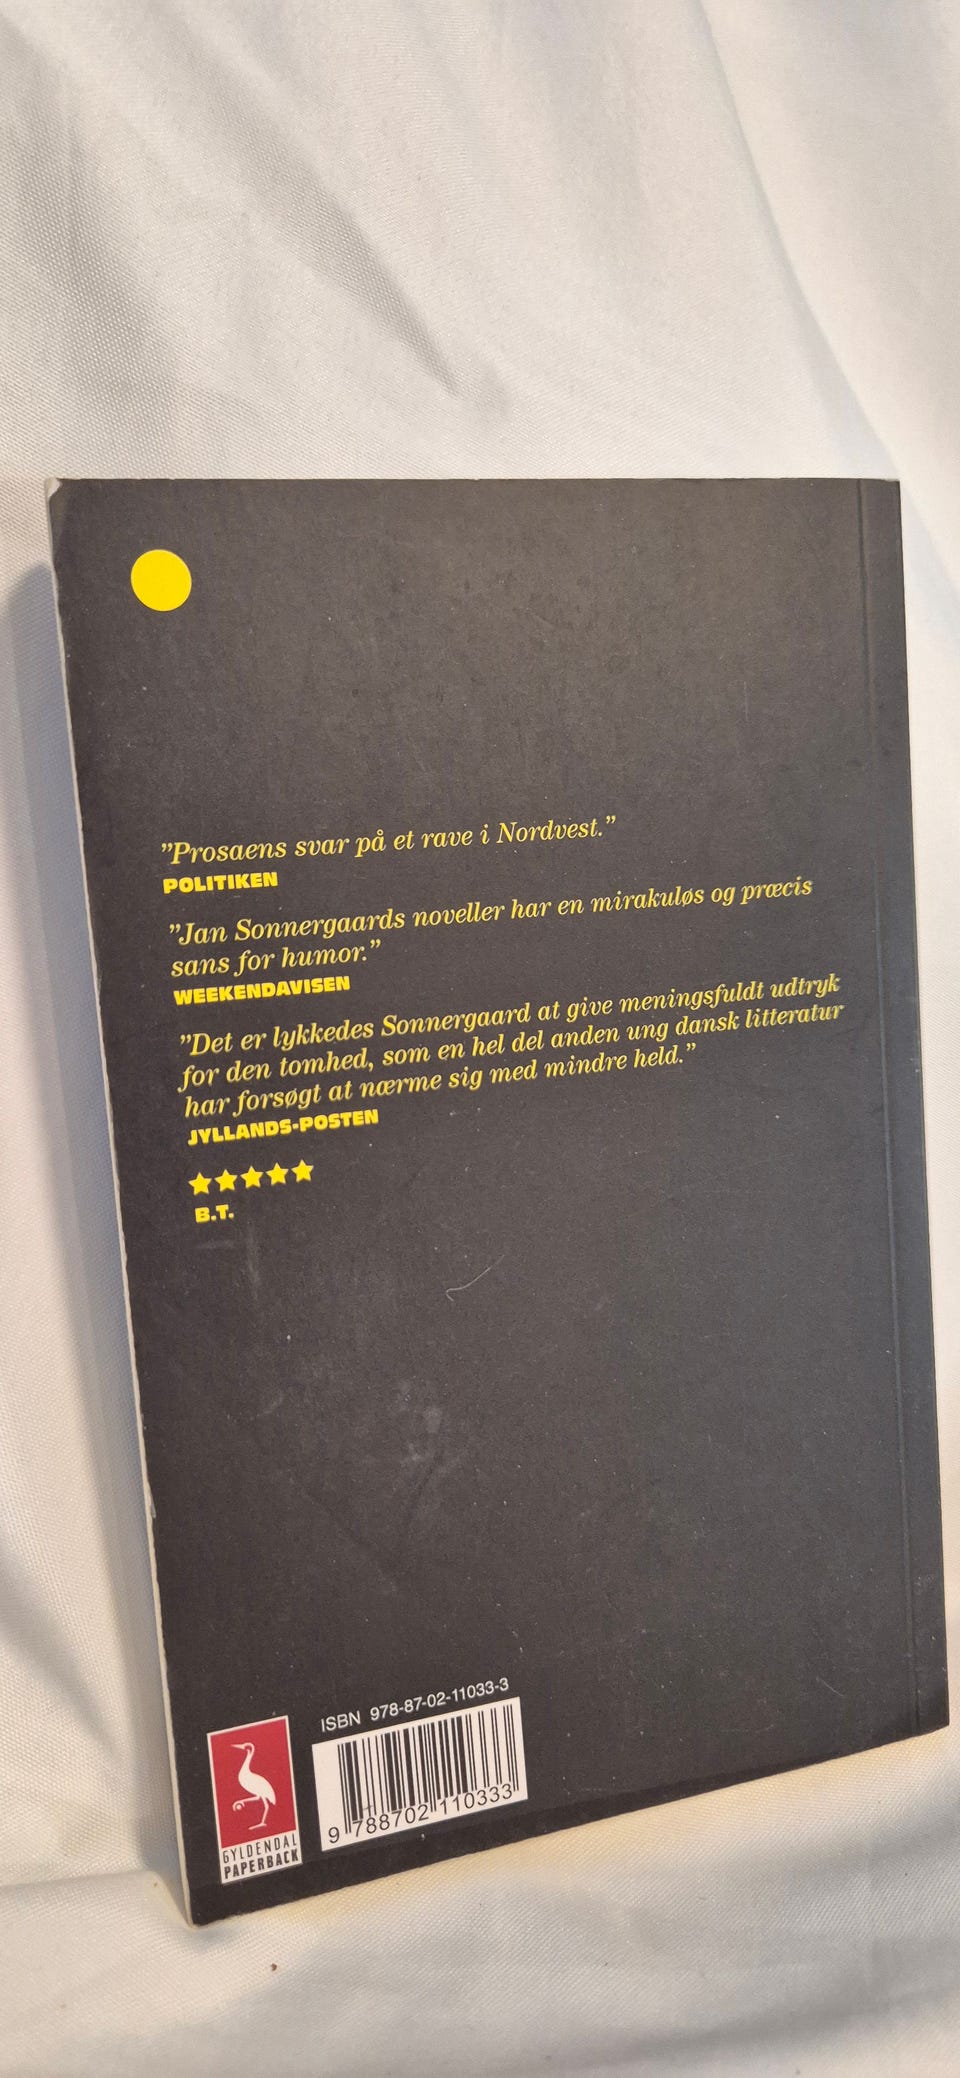 ”Prosaens svar på et rave i Nordvest.”
POLITIKEN
”Jan Sonnergaards noveller har en mirakuløs og præcis
sans for humor.”
WEEKENDAVISEN
”Det er lykkedes Sonnergaard at give meningsfuldt udtryk
for den tomhed, som en hel del anden ung dansk litteratur
har forsøgt at nærme sig med mindre held.”
JYLLANDS-POSTEN
★★★★★
B.T.
ISBN 978-87-02-11033-3
9 788702 110333
GYLDENDAL
PAPERBACK